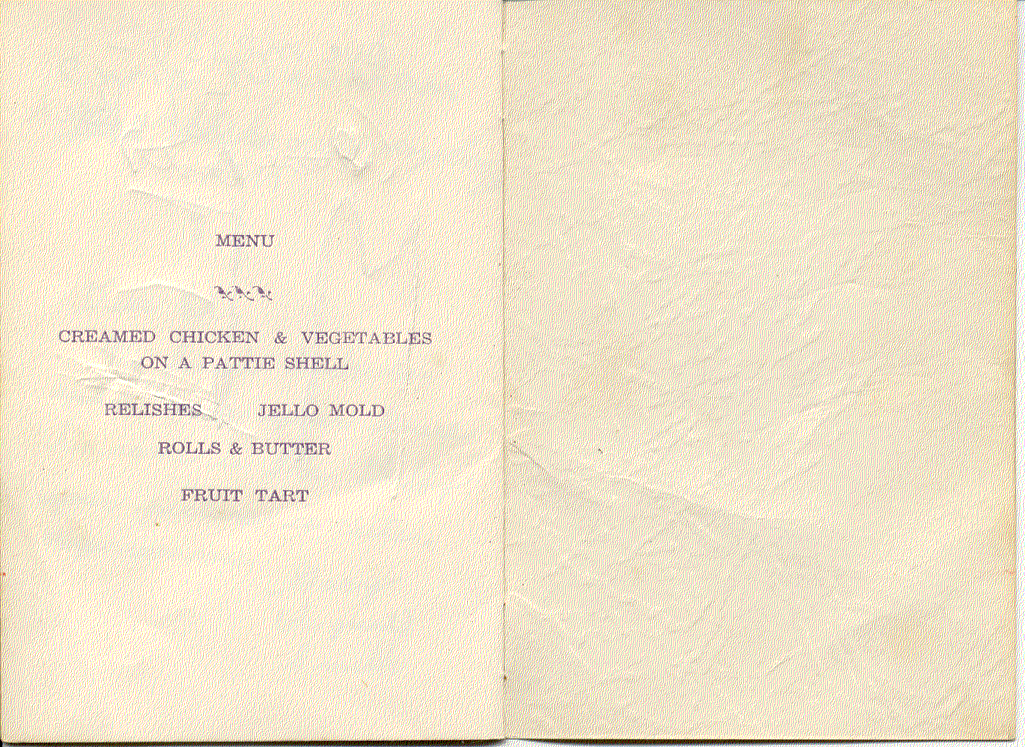 MENU
CREAMED CHICKEN & VEGETABLES
ON A PATTIE SHELL
RELISHES JELLO MOLD
ROLLS & BUTTER
FRUIT TART